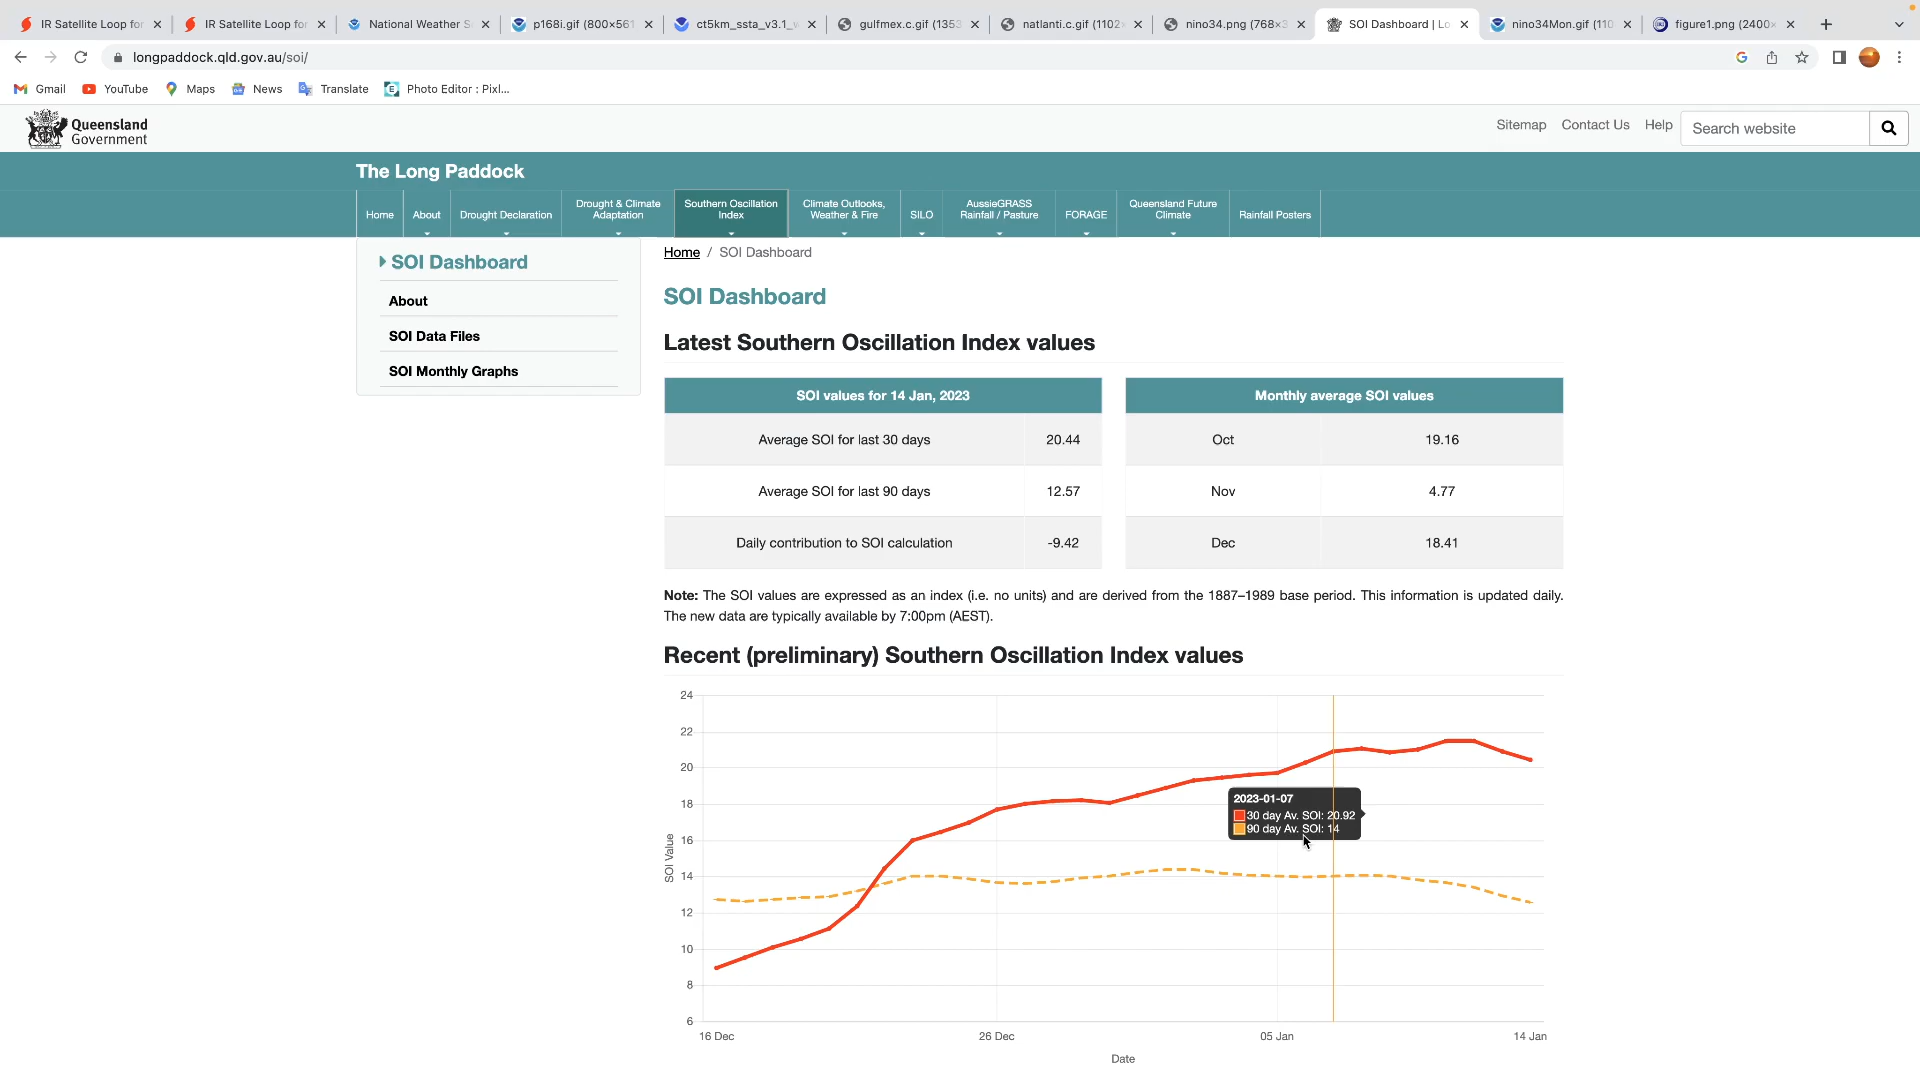 IR Satellite Loop for
IR Satellite Loop for
National Weather S
p168i.gif (800×561
ct5km_ssta_v3.1_
gulfmex.c.gif (1353
natlanti.c.gif (1102
nino34.png (768×3
SOI Dashboard | Lo
nino34Mon.gif (110
figure1.png (2400×
longpaddock.qld.gov.au/soi/
Gmail
YouTube
Maps
News
Translate
Photo Editor : Pixl...
Queensland
Government
Sitemap
Contact Us
Help
Search website
The Long Paddock
Home
About
Drought Declaration
Drought & Climate
Adaptation
Southern Oscillation
Index
Climate Outlooks,
Weather & Fire
SILO
AussieGRASS
Rainfall / Pasture
FORAGE
Queensland Future
Climate
Rainfall Posters
SOI Dashboard
About
SOI Data Files
SOI Monthly Graphs
Home / SOI Dashboard
SOI Dashboard
Latest Southern Oscillation Index values
SOI values for 14 Jan, 2023
Average SOI for last 30 days 20.44
Average SOI for last 90 days 12.57
Daily contribution to SOI calculation -9.42
Monthly average SOI values
Oct 19.16
Nov 4.77
Dec 18.41
Note: The SOI values are expressed as an index (i.e. no units) and are derived from the 1887–1989 base period. This information is updated daily.
The new data are typically available by 7:00pm (AEST).
Recent (preliminary) Southern Oscillation Index values
24
22
20
18
16
14
12
10
8
6
SOI Value
2023-01-07
30 day Av. SOI: 20.92
90 day Av. SOI: 14
16 Dec
26 Dec
05 Jan
14 Jan
Date